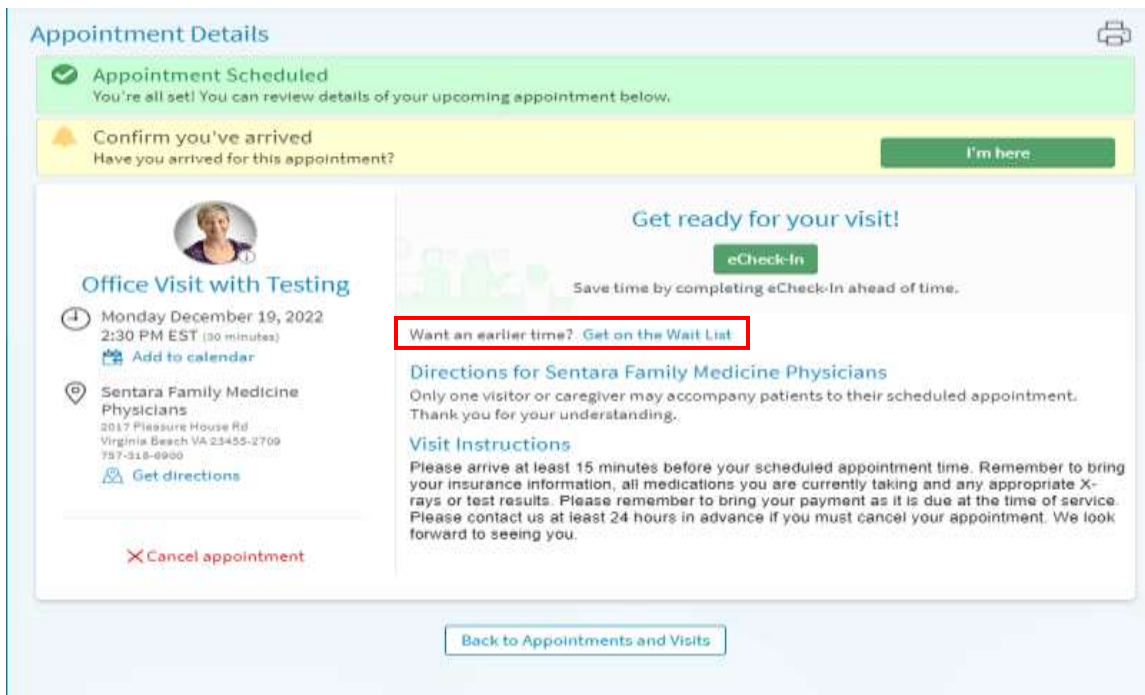 Appointment Details
Appointment Scheduled
You're all set! You can review details of your upcoming appointment below.
Confirm you've arrived
Have you arrived for this appointment?
I'm here
Office Visit with Testing
Monday December 19, 2022
2:30 PM EST (30 minutes)
Add to calendar
Sentara Family Medicine
Physicians
2017 Pleasure House Rd
Virginia Beach VA 23455-2709
757-318-6900
Get directions
Cancel appointment
Get ready for your visit!
eCheck-In
Save time by completing eCheck-In ahead of time.
Want an earlier time? Get on the Wait List
Directions for Sentara Family Medicine Physicians
Only one visitor or caregiver may accompany patients to their scheduled appointment.
Thank you for your understanding.
Visit Instructions
Please arrive at least 15 minutes before your scheduled appointment time. Remember to bring
your insurance information, all medications you are currently taking and any appropriate X-
rays or test results. Please remember to bring your payment as it is due at the time of service.
Please contact us at least 24 hours in advance if you must cancel your appointment. We look
forward to seeing you.
Back to Appointments and Visits